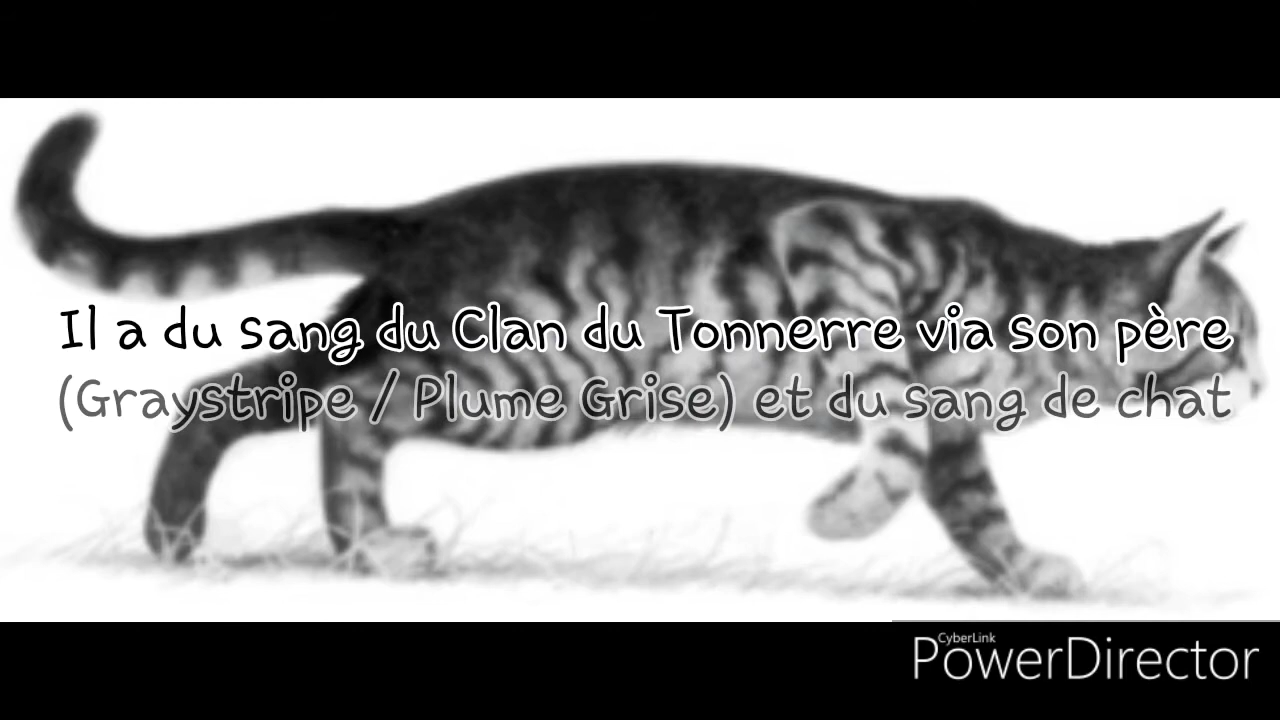 Il a du sang du Clan du Tonnerre via son père
(Graystripe / Plume Grise) et du sang de chat
CyberLink
PowerDirector